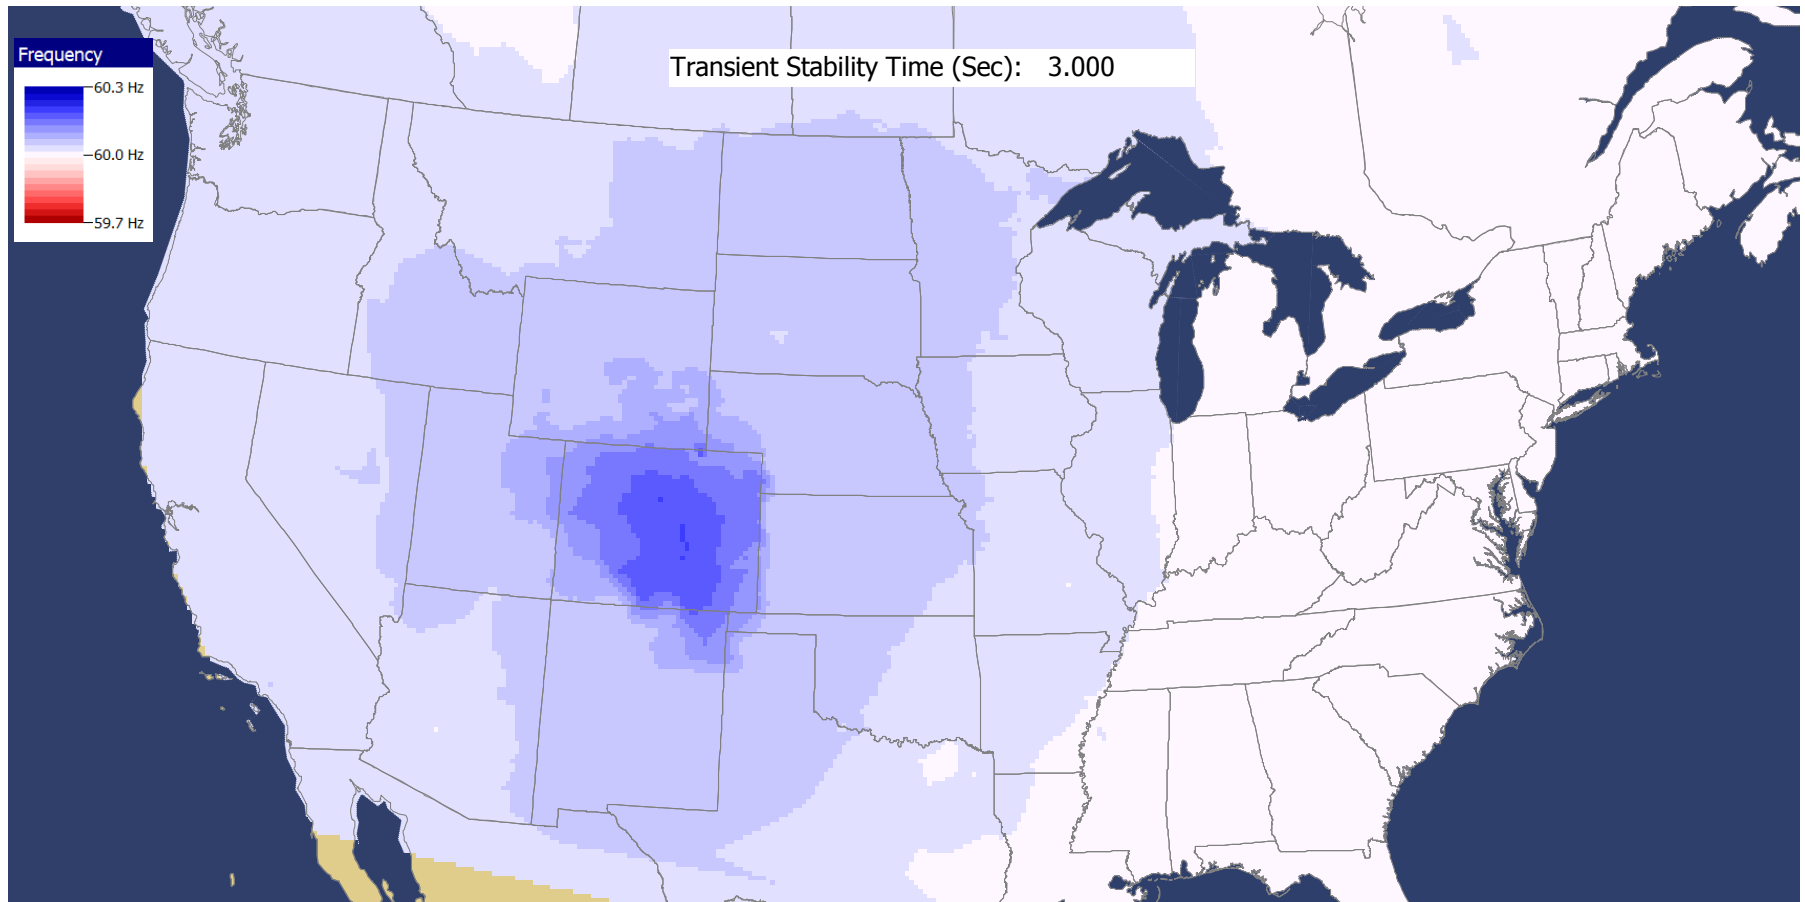 Transient Stability Time (Sec): 3.000
Frequency
60.3 Hz
60.0 Hz
59.7 Hz